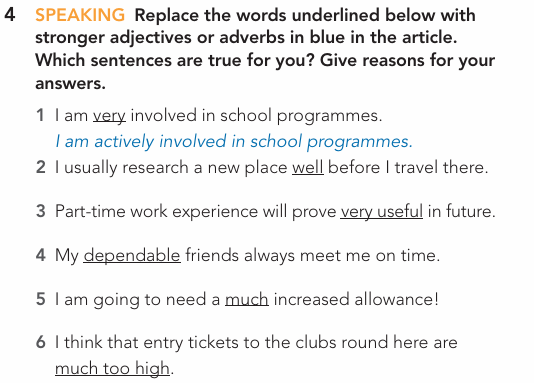 4 SPEAKING Replace the words underlined below with
stronger adjectives or adverbs in blue in the article.
Which sentences are true for you? Give reasons for your
answers.
1 I am very involved in school programmes.
I am actively involved in school programmes.
2 I usually research a new place well before I travel there.
3 Part-time work experience will prove very useful in future.
4 My dependable friends always meet me on time.
5 I am going to need a much increased allowance!
6 I think that entry tickets to the clubs round here are
much too high.